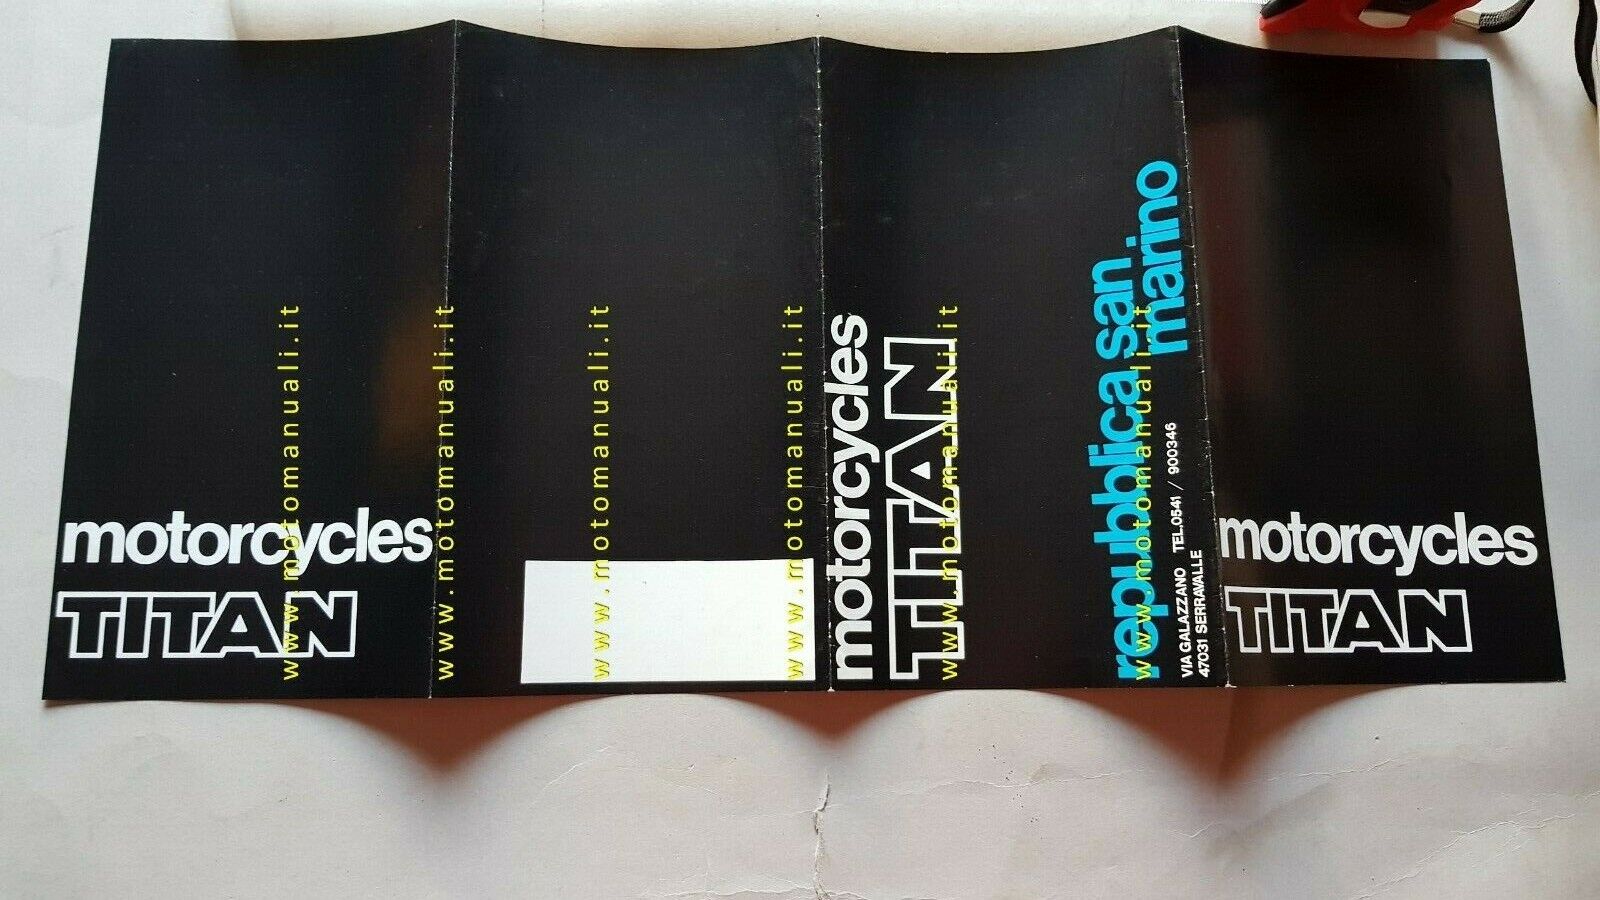 motorcycles
TITAN
motorcycles
TITAN
repubblica san
marino
VIA GALAZZANO TEL.0541 / 900346
47031 SERRAVALLE
motorcycles
TITAN
www.motomanuali.it
www.motomanuali.it
www.motomanuali.it
www.motomanuali.it
www.motomanuali.it
www.motomanuali.it